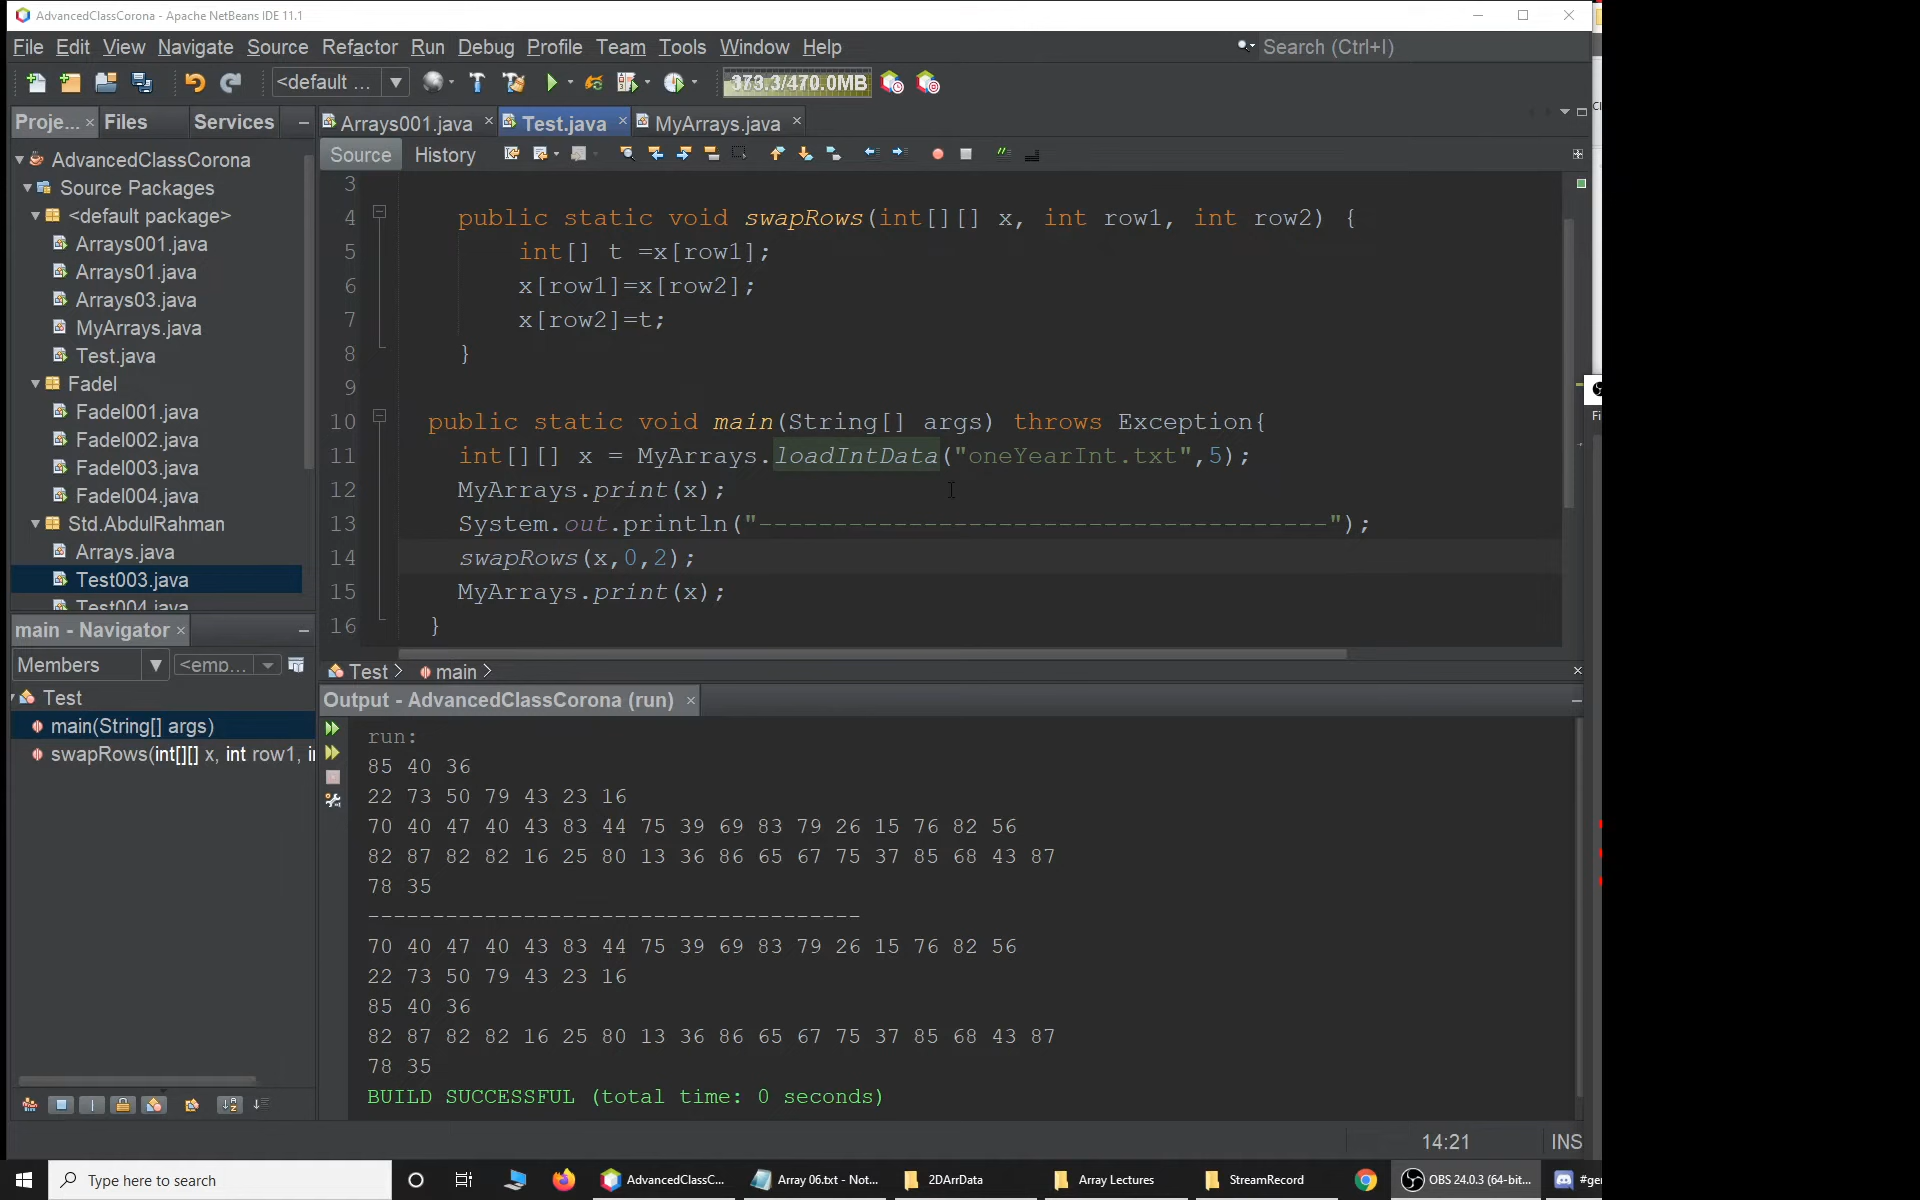 AdvancedClassCorona - Apache NetBeans IDE 11.1
File Edit View Navigate Source Refactor Run Debug Profile Team Tools Window Help
Search (Ctrl+I)
<default ...
373.3/470.0MB
Proje... Files Services
Arrays001.java Test.java MyArrays.java
Source History
AdvancedClassCorona
Source Packages
<default package>
Arrays001.java
Arrays01.java
Arrays03.java
MyArrays.java
Test.java
Fadel
Fadel001.java
Fadel002.java
Fadel003.java
Fadel004.java
Std.AbdulRahman
Arrays.java
Test003.java
Test004.java
3
4 public static void swapRows(int[][] x, int row1, int row2) {
5 int[] t =x[row1];
6 x[row1]=x[row2];
7 x[row2]=t;
8 }
9
10 public static void main(String[] args) throws Exception{
11 int[][] x = MyArrays.loadIntData("oneYearInt.txt",5);
12 MyArrays.print(x);
13 System.out.println("--------------------------------------");
14 swapRows(x,0,2);
15 MyArrays.print(x);
16 }
Test main
main - Navigator
Members
<emp...
Test
main(String[] args)
swapRows(int[][] x, int row1, i
Output - AdvancedClassCorona (run)
run:
85 40 36
22 73 50 79 43 23 16
70 40 47 40 43 83 44 75 39 69 83 79 26 15 76 82 56
82 87 82 82 16 25 80 13 36 86 65 67 75 37 85 68 43 87
78 35
--------------------------------------
70 40 47 40 43 83 44 75 39 69 83 79 26 15 76 82 56
22 73 50 79 43 23 16
85 40 36
82 87 82 82 16 25 80 13 36 86 65 67 75 37 85 68 43 87
78 35
BUILD SUCCESSFUL (total time: 0 seconds)
14:21 INS
Type here to search
AdvancedClassC...
Array 06.txt - Not...
2DArrData
Array Lectures
StreamRecord
OBS 24.0.3 (64-bit...
#ge